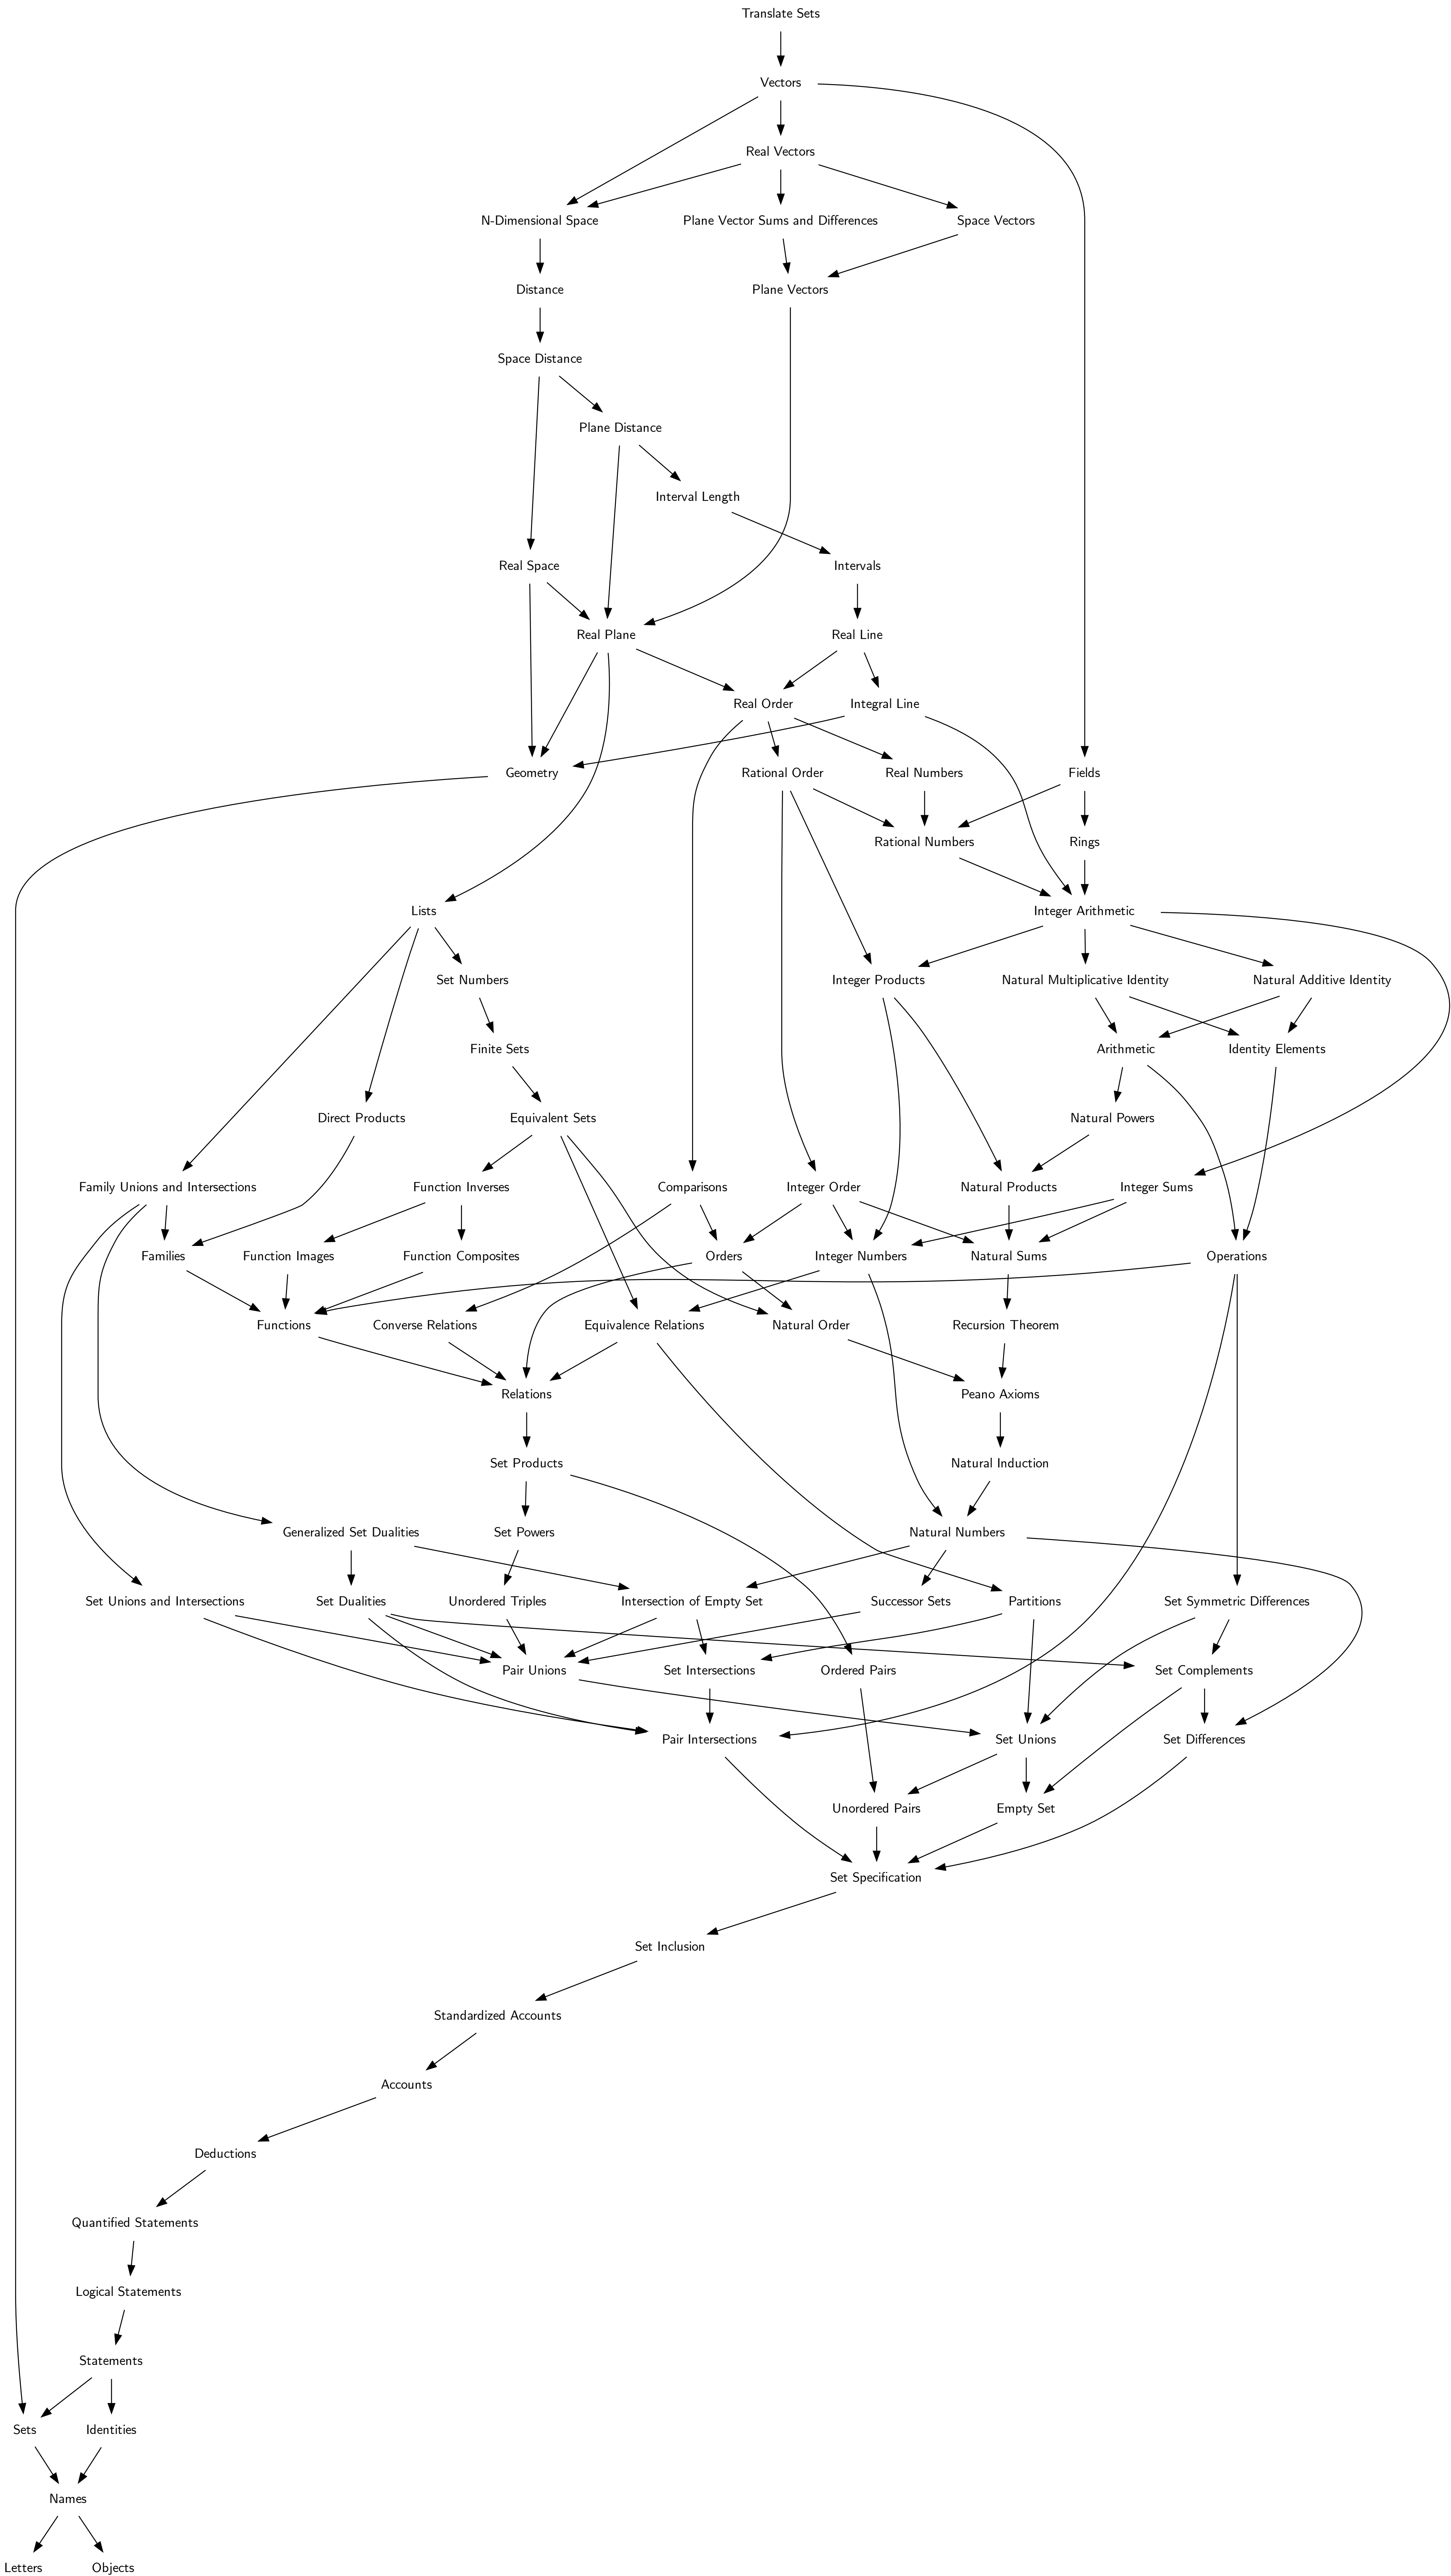 Translate Sets
Vectors
Real Vectors
N-Dimensional Space
Plane Vector Sums and Differences
Space Vectors
Distance
Plane Vectors
Space Distance
Plane Distance
Interval Length
Real Space
Intervals
Real Plane
Real Line
Real Order
Integral Line
Geometry
Rational Order
Real Numbers
Fields
Rational Numbers
Rings
Lists
Integer Arithmetic
Set Numbers
Integer Products
Natural Multiplicative Identity
Natural Additive Identity
Finite Sets
Arithmetic
Identity Elements
Direct Products
Equivalent Sets
Natural Powers
Family Unions and Intersections
Function Inverses
Comparisons
Integer Order
Natural Products
Integer Sums
Families
Function Images
Function Composites
Orders
Integer Numbers
Natural Sums
Operations
Functions
Converse Relations
Equivalence Relations
Natural Order
Recursion Theorem
Relations
Peano Axioms
Set Products
Natural Induction
Generalized Set Dualities
Set Powers
Natural Numbers
Set Unions and Intersections
Set Dualities
Unordered Triples
Intersection of Empty Set
Successor Sets
Partitions
Set Symmetric Differences
Pair Unions
Set Intersections
Ordered Pairs
Set Complements
Pair Intersections
Set Unions
Set Differences
Unordered Pairs
Empty Set
Set Specification
Set Inclusion
Standardized Accounts
Accounts
Deductions
Quantified Statements
Logical Statements
Statements
Sets
Identities
Names
Letters
Objects